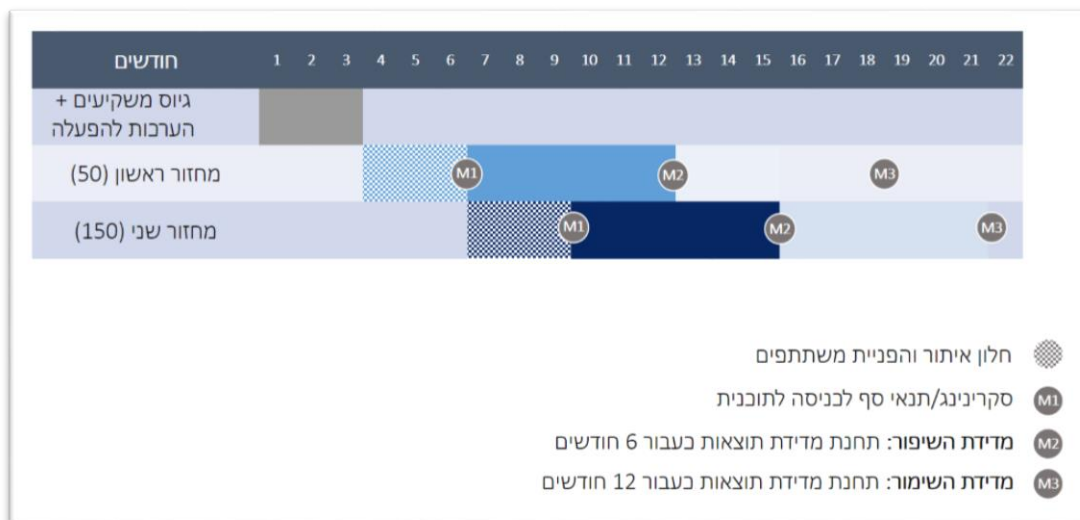 חודשים 1 2 3 4 5 6 7 8 9 10 11 12 13 14 15 16 17 18 19 20 21 22
גיוס משקיעים +
הערכות להפעלה
מחזור ראשון (50) M1 M2 M3
מחזור שני (150) M1 M2 M3
חלון איתור והפניית משתתפים
M1 סקרינינג/תנאי סף לכניסה לתוכנית
M2 מדידת השיפור: תחנת מדידת תוצאות כעבור 6 חודשים
M3 מדידת השימור: תחנת מדידת תוצאות כעבור 12 חודשים